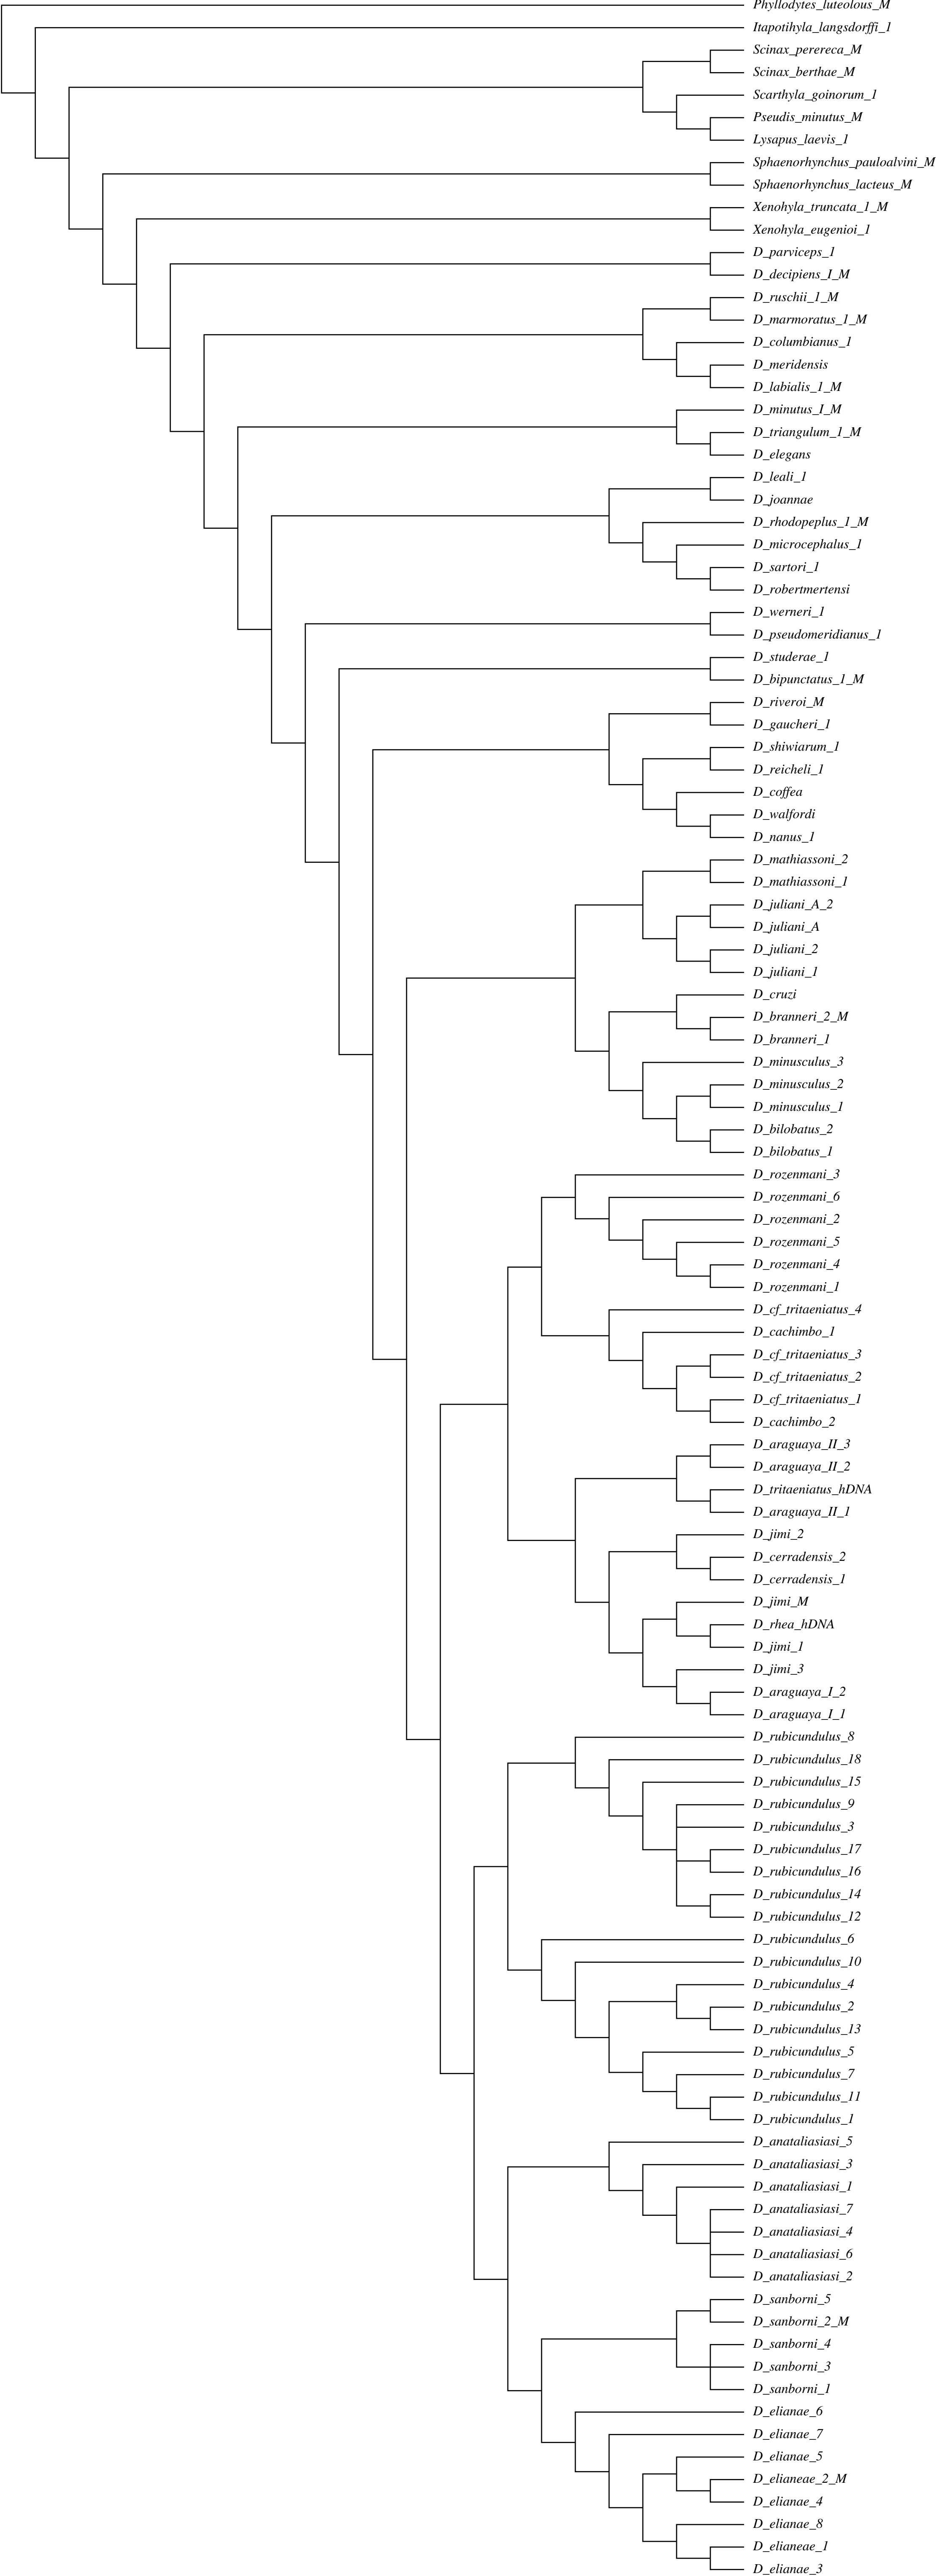 Phyllodytes_luteolous_M
Itapotihyla_langsdorffi_1
Scinax_perereca_M
Scinax_berthae_M
Scarthyla_goinorum_1
Pseudis_minutus_M
Lysapus_laevis_1
Sphaenorhynchus_pauloalvini_M
Sphaenorhynchus_lacteus_M
Xenohyla_truncata_1_M
Xenohyla_eugenioi_1
D_parviceps_1
D_decipiens_I_M
D_ruschii_1_M
D_marmoratus_1_M
D_columbianus_1
D_meridensis
D_labialis_1_M
D_minutus_I_M
D_triangulum_1_M
D_elegans
D_leali_1
D_joannae
D_rhodopeplus_1_M
D_microcephalus_1
D_sartori_1
D_robertmertensi
D_werneri_1
D_pseudomeridianus_1
D_studerae_1
D_bipunctatus_1_M
D_riveroi_M
D_gaucheri_1
D_shiwiarum_1
D_reicheli_1
D_coffea
D_walfordi
D_nanus_1
D_mathiassoni_2
D_mathiassoni_1
D_juliani_A_2
D_juliani_A
D_juliani_2
D_juliani_1
D_cruzi
D_branneri_2_M
D_branneri_1
D_minusculus_3
D_minusculus_2
D_minusculus_1
D_bilobatus_2
D_bilobatus_1
D_rozenmani_3
D_rozenmani_6
D_rozenmani_2
D_rozenmani_5
D_rozenmani_4
D_rozenmani_1
D_cf_tritaeniatus_4
D_cachimbo_1
D_cf_tritaeniatus_3
D_cf_tritaeniatus_2
D_cf_tritaeniatus_1
D_cachimbo_2
D_araguaya_II_3
D_araguaya_II_2
D_tritaeniatus_hDNA
D_araguaya_II_1
D_jimi_2
D_cerradensis_2
D_cerradensis_1
D_jimi_M
D_rhea_hDNA
D_jimi_1
D_jimi_3
D_araguaya_I_2
D_araguaya_I_1
D_rubicundulus_8
D_rubicundulus_18
D_rubicundulus_15
D_rubicundulus_9
D_rubicundulus_3
D_rubicundulus_17
D_rubicundulus_16
D_rubicundulus_14
D_rubicundulus_12
D_rubicundulus_6
D_rubicundulus_10
D_rubicundulus_4
D_rubicundulus_2
D_rubicundulus_13
D_rubicundulus_5
D_rubicundulus_7
D_rubicundulus_11
D_rubicundulus_1
D_anataliasiasi_5
D_anataliasiasi_3
D_anataliasiasi_1
D_anataliasiasi_7
D_anataliasiasi_4
D_anataliasiasi_6
D_anataliasiasi_2
D_sanborni_5
D_sanborni_2_M
D_sanborni_4
D_sanborni_3
D_sanborni_1
D_elianae_6
D_elianae_7
D_elianae_5
D_elianeae_2_M
D_elianae_4
D_elianae_8
D_elianeae_1
D_elianae_3